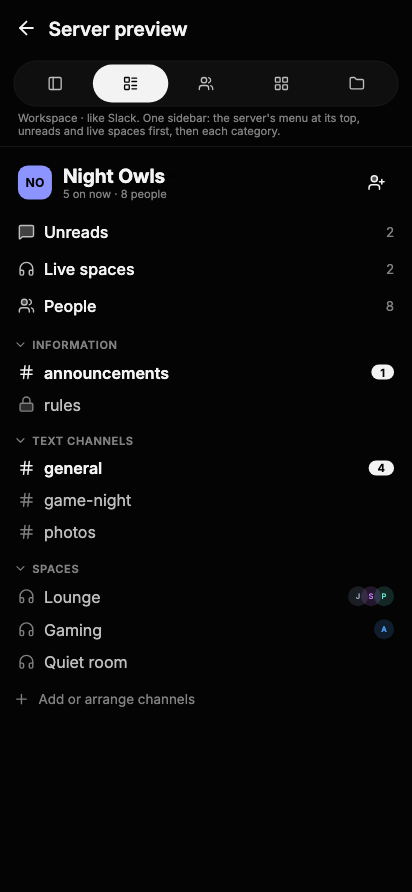 Server preview
Workspace · like Slack. One sidebar: the server's menu at its top,
unreads and live spaces first, then each category.
NO
Night Owls
5 on now · 8 people
Unreads 2
Live spaces 2
People 8
INFORMATION
announcements 1
rules
TEXT CHANNELS
# general 4
# game-night
# photos
SPACES
Lounge J S P
Gaming A
Quiet room
+ Add or arrange channels